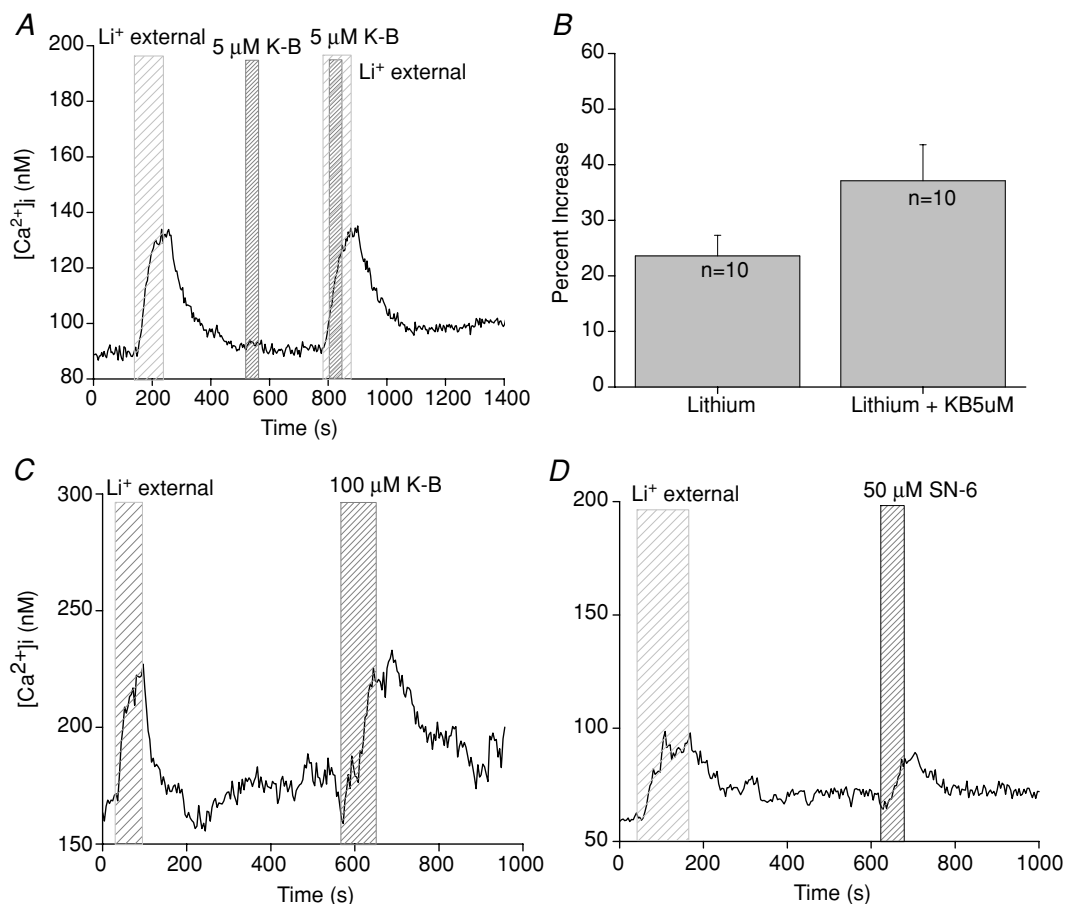 A
Li⁺ external
5 μM K-B
5 μM K-B
Li⁺ external
200
180
160
140
120
100
80
[Ca²⁺]i (nM)
0 200 400 600 800 1000 1200 1400
Time (s)
B
60
50
40
30
20
10
0
Percent Increase
n=10
n=10
Lithium
Lithium + KB5uM
C
Li⁺ external
100 μM K-B
300
250
200
150
[Ca²⁺]i (nM)
0 200 400 600 800 1000
Time (s)
D
Li⁺ external
50 μM SN-6
200
150
100
50
0 200 400 600 800 1000
Time (s)